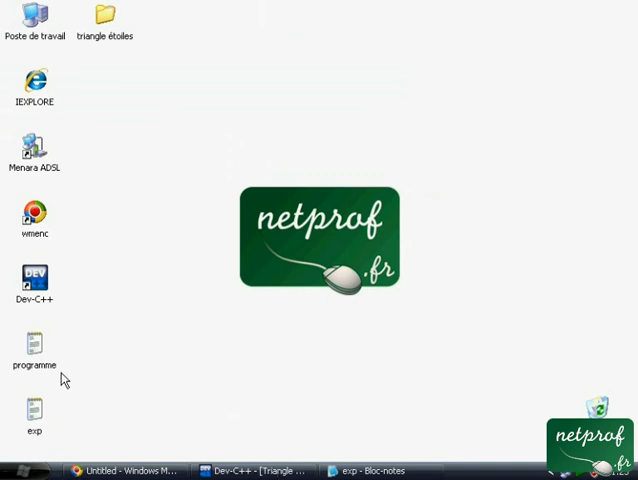 Poste de travail
triangle étoiles
IEXPLORE
Menara ADSL
wmenc
DEV
Dev-C++
programme
exp
netprof
.fr
netprof
.fr
Untitled - Windows M...
Dev-C++ - [Triangle ...
exp - Bloc-notes